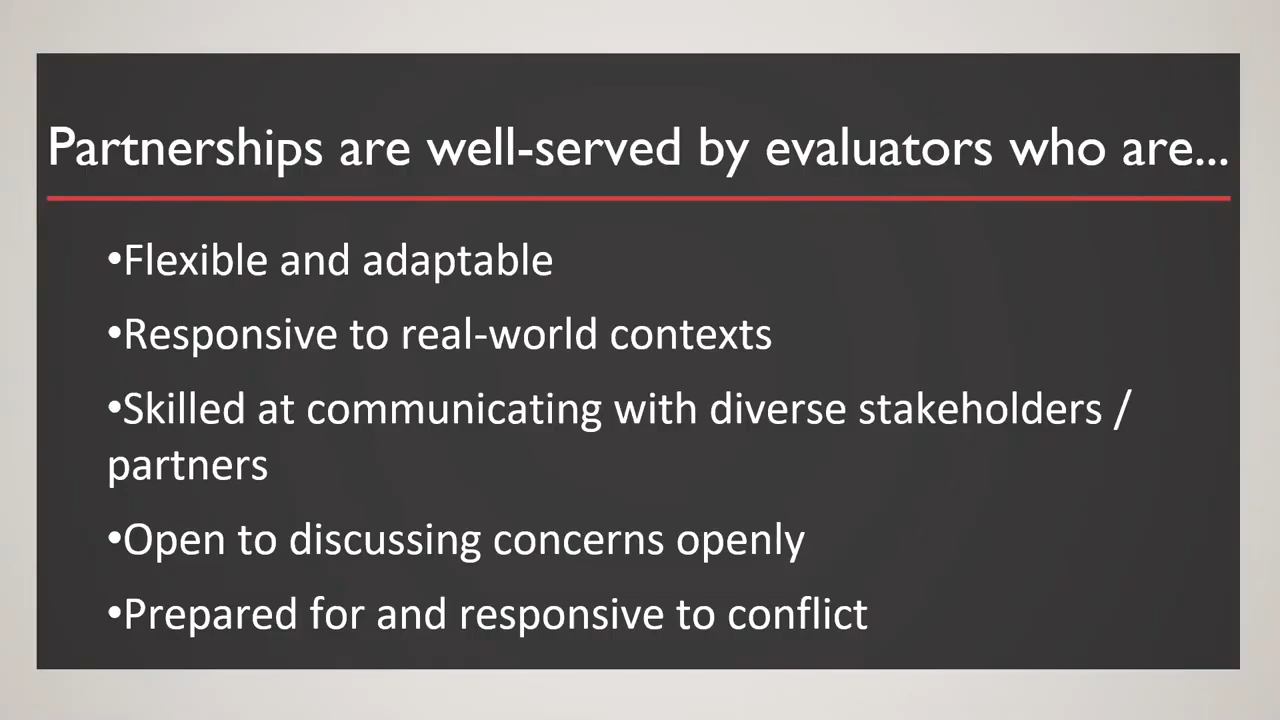 Partnerships are well-served by evaluators who are...
•Flexible and adaptable
•Responsive to real-world contexts
•Skilled at communicating with diverse stakeholders /
partners
•Open to discussing concerns openly
•Prepared for and responsive to conflict